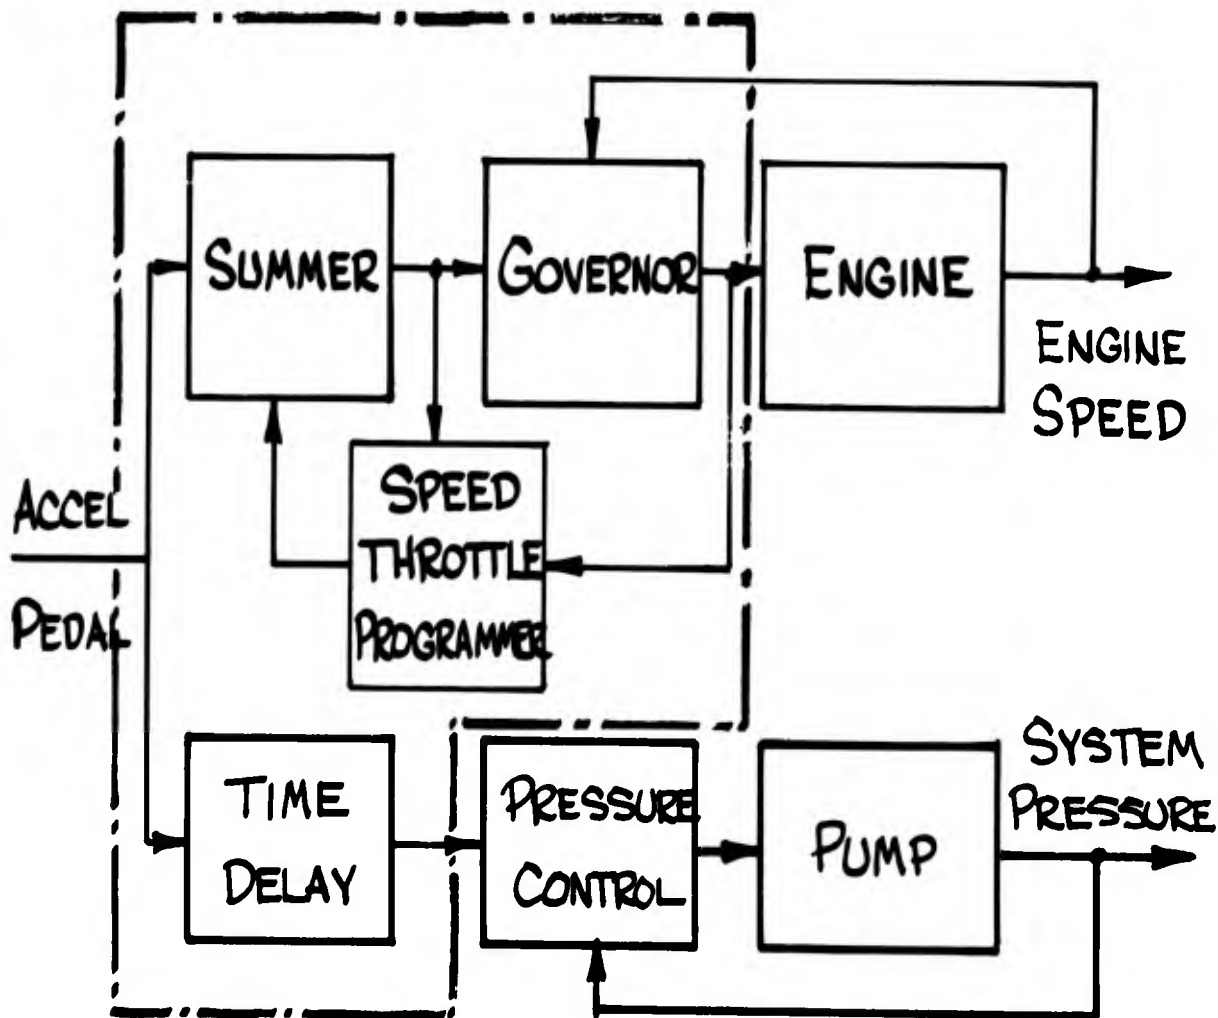 SUMMER
GOVERNOR
ENGINE
ENGINE
SPEED
SPEED
THROTTLE
PROGRAMMER
ACCEL
PEDAL
TIME
DELAY
PRESSURE
CONTROL
PUMP
SYSTEM
PRESSURE